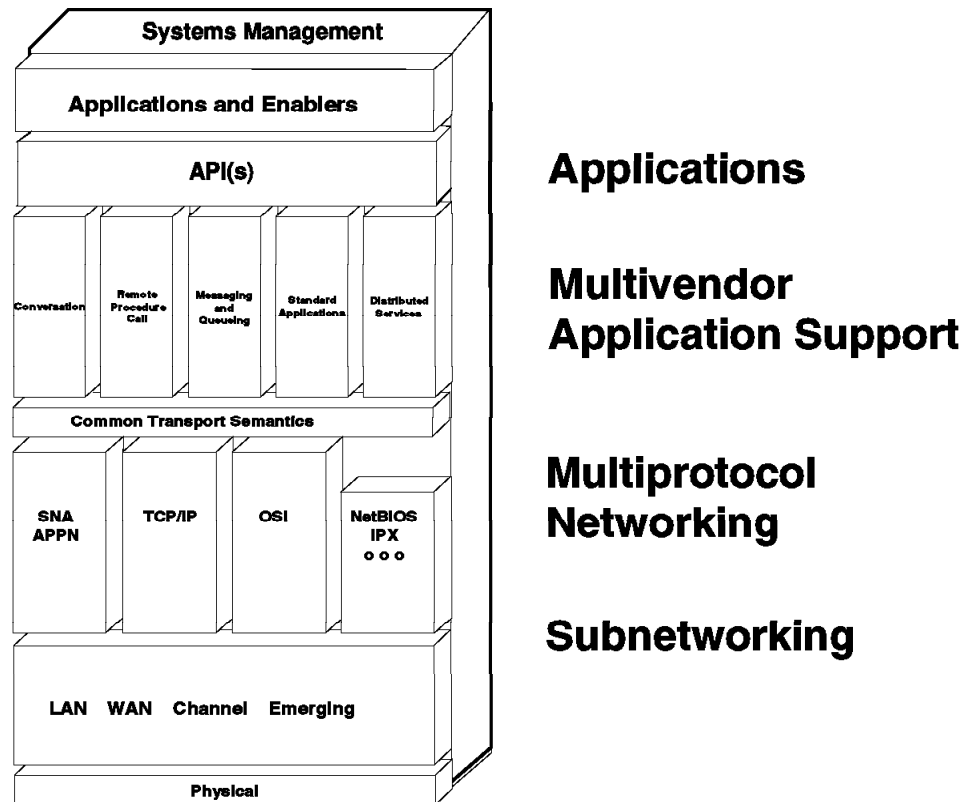 Systems Management
Applications and Enablers
API(s)
Conversation
Remote
Procedure
Call
Messaging
and
Queueing
Standard
Applications
Distributed
Services
Common Transport Semantics
SNA
APPN
TCP/IP
OSI
NetBIOS
IPX
o o o
LAN WAN Channel Emerging
Physical
Applications
Multivendor
Application Support
Multiprotocol
Networking
Subnetworking